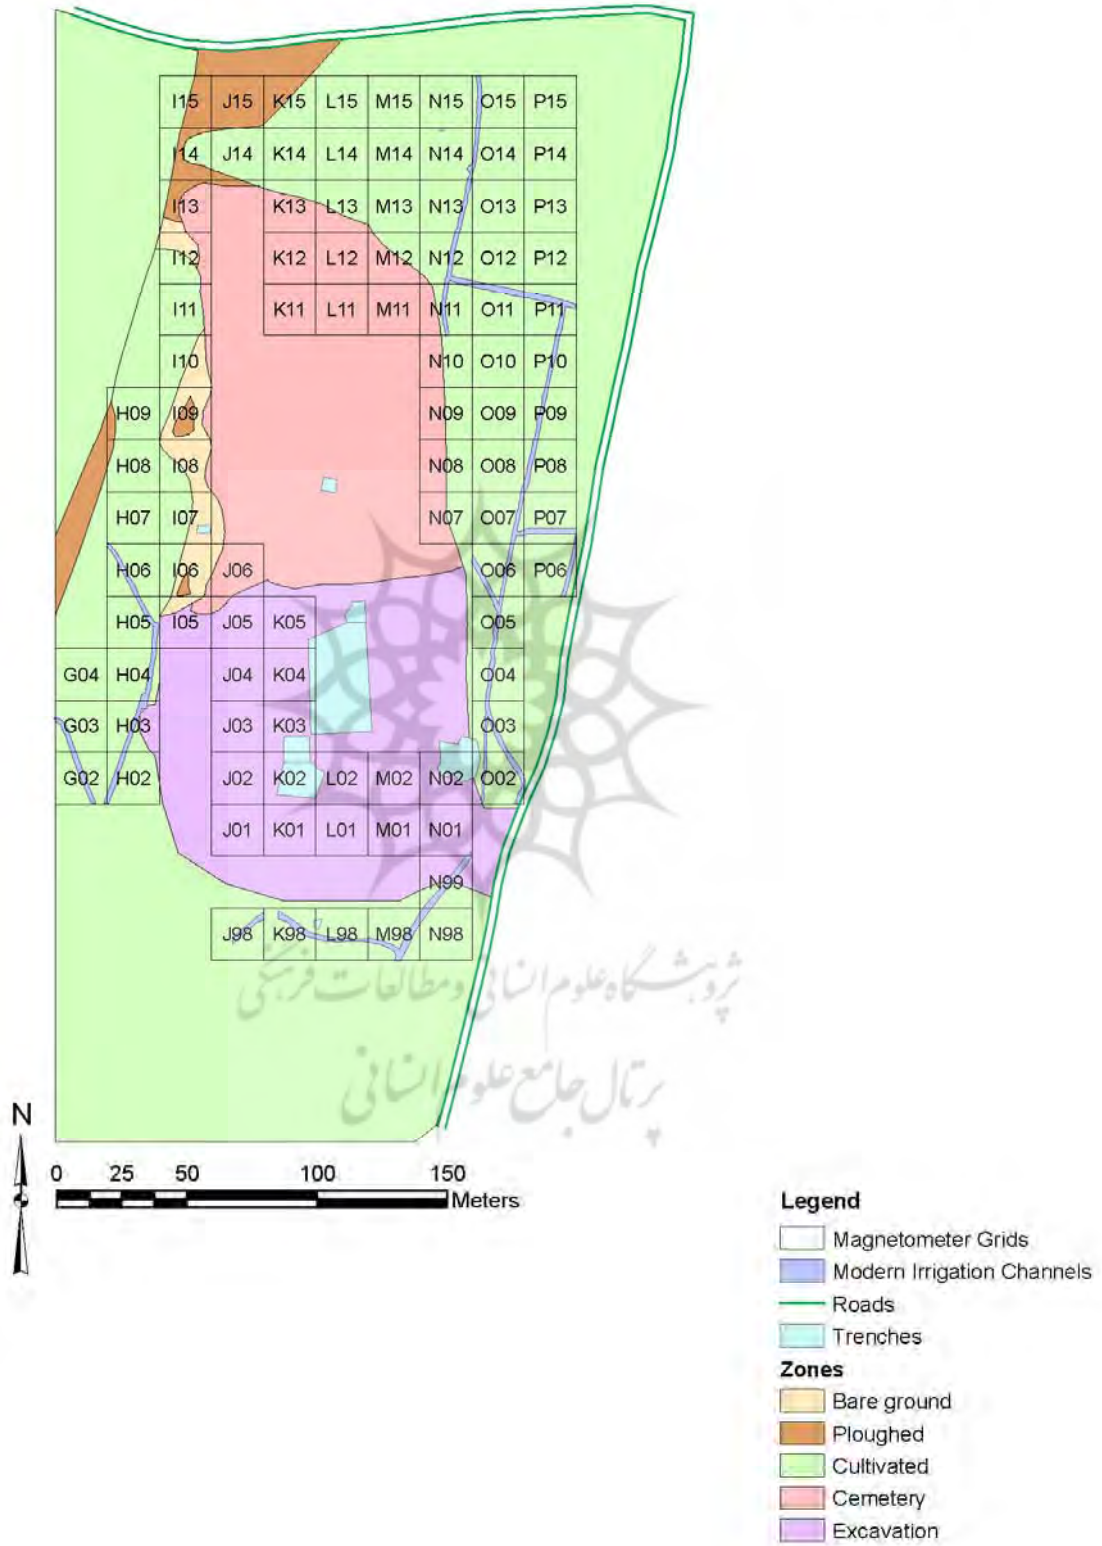 I15 J15 K15 L15 M15 N15 O15 P15
I14 J14 K14 L14 M14 N14 O14 P14
I13 K13 L13 M13 N13 O13 P13
I12 K12 L12 M12 N12 O12 P12
I11 K11 L11 M11 N11 O11 P11
I10 N10 O10 P10
H09 I09 N09 O09 P09
H08 I08 N08 O08 P08
H07 I07 N07 O07 P07
H06 I06 J06 O06 P06
H05 I05 J05 K05 O05
G04 H04 J04 K04 O04
G03 H03 J03 K03 O03
G02 H02 J02 K02 L02 M02 N02 O02
J01 K01 L01 M01 N01
N99
J98 K98 L98 M98 N98
پژوهشگاه علوم انسانی و مطالعات فرهنگی
پرتال جامع علوم انسانی
N
0 25 50 100 150
Meters
Legend
Magnetometer Grids
Modern Irrigation Channels
Roads
Trenches
Zones
Bare ground
Ploughed
Cultivated
Cemetery
Excavation